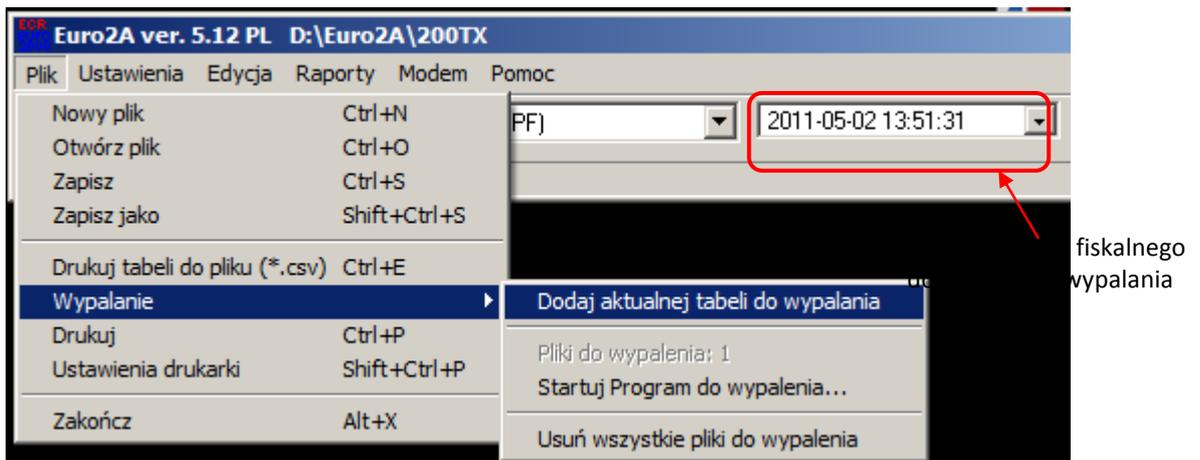 ECR
Euro2A ver. 5.12 PL D:\Euro2A\200TX
Plik Ustawienia Edycja Raporty Modem Pomoc
PF) 2011-05-02 13:51:31
Nowy plik Ctrl+N
Otwórz plik Ctrl+O
Zapisz Ctrl+S
Zapisz jako Shift+Ctrl+S
Drukuj tabeli do pliku (*.csv) Ctrl+E
Wypalanie
Drukuj Ctrl+P
Ustawienia drukarki Shift+Ctrl+P
Zakończ Alt+X
Dodaj aktualnej tabeli do wypalania
Pliki do wypalenia: 1
Startuj Program do wypalenia...
Usuń wszystkie pliki do wypalenia
fiskalnego
wypalania